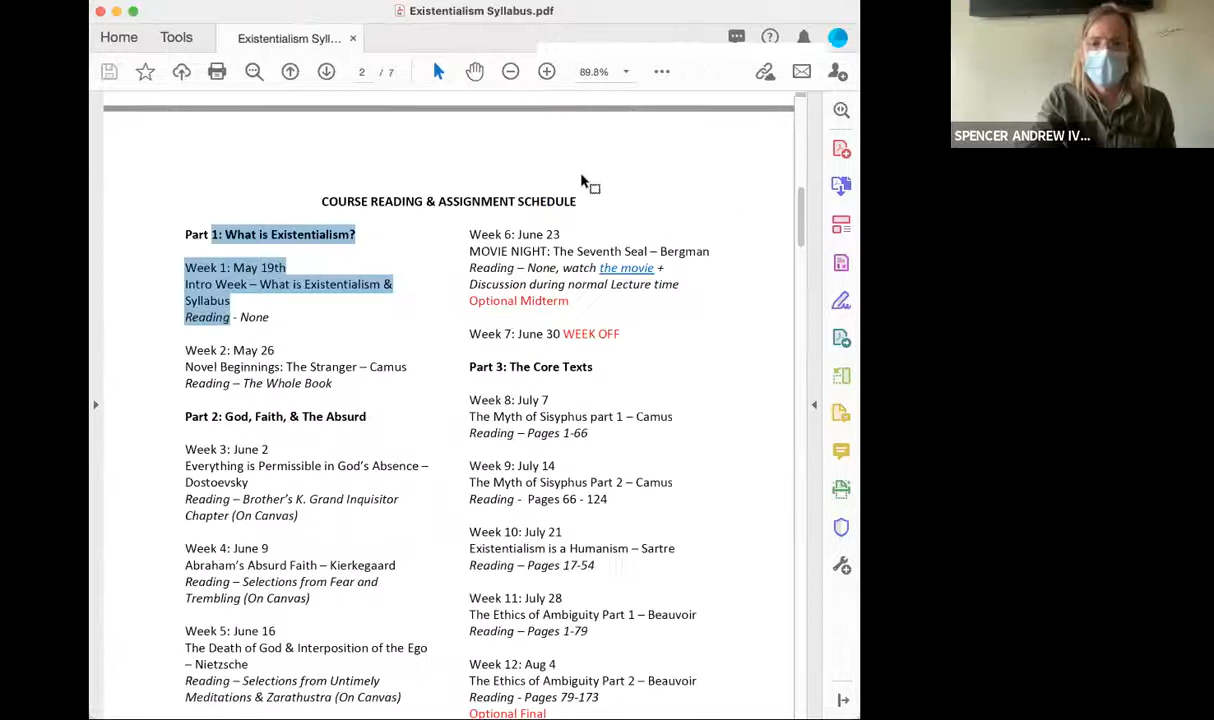 Existentialism Syllabus.pdf
Home
Tools
Existentialism Syll...
2 / 7
89.8%
SPENCER ANDREW IV...
COURSE READING & ASSIGNMENT SCHEDULE
Part 1: What is Existentialism?
Week 1: May 19th
Intro Week – What is Existentialism &
Syllabus
Reading - None
Week 2: May 26
Novel Beginnings: The Stranger – Camus
Reading – The Whole Book
Part 2: God, Faith, & The Absurd
Week 3: June 2
Everything is Permissible in God's Absence –
Dostoevsky
Reading – Brother's K. Grand Inquisitor
Chapter (On Canvas)
Week 4: June 9
Abraham's Absurd Faith – Kierkegaard
Reading – Selections from Fear and
Trembling (On Canvas)
Week 5: June 16
The Death of God & Interposition of the Ego
– Nietzsche
Reading – Selections from Untimely
Meditations & Zarathustra (On Canvas)
Week 6: June 23
MOVIE NIGHT: The Seventh Seal – Bergman
Reading – None, watch the movie +
Discussion during normal Lecture time
Optional Midterm
Week 7: June 30 WEEK OFF
Part 3: The Core Texts
Week 8: July 7
The Myth of Sisyphus part 1 – Camus
Reading – Pages 1-66
Week 9: July 14
The Myth of Sisyphus Part 2 – Camus
Reading - Pages 66 - 124
Week 10: July 21
Existentialism is a Humanism – Sartre
Reading – Pages 17-54
Week 11: July 28
The Ethics of Ambiguity Part 1 – Beauvoir
Reading – Pages 1-79
Week 12: Aug 4
The Ethics of Ambiguity Part 2 – Beauvoir
Reading - Pages 79-173
Optional Final